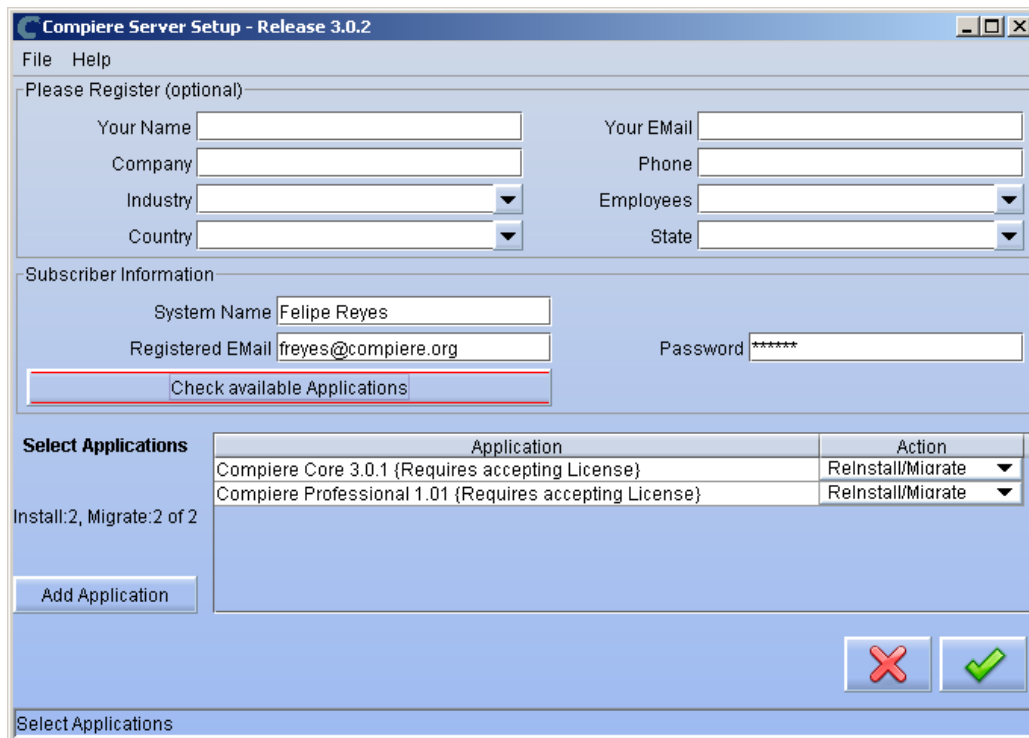 Compiere Server Setup - Release 3.0.2
File Help
Please Register (optional)
Your Name Your EMail
Company Phone
Industry Employees
Country State
Subscriber Information
System Name Felipe Reyes
Registered EMail freyes@compiere.org Password ******
Check available Applications
Select Applications Application Action
Compiere Core 3.0.1 {Requires accepting License} ReInstall/Migrate
Compiere Professional 1.01 {Requires accepting License} ReInstall/Migrate
Install:2, Migrate:2 of 2
Add Application
Select Applications